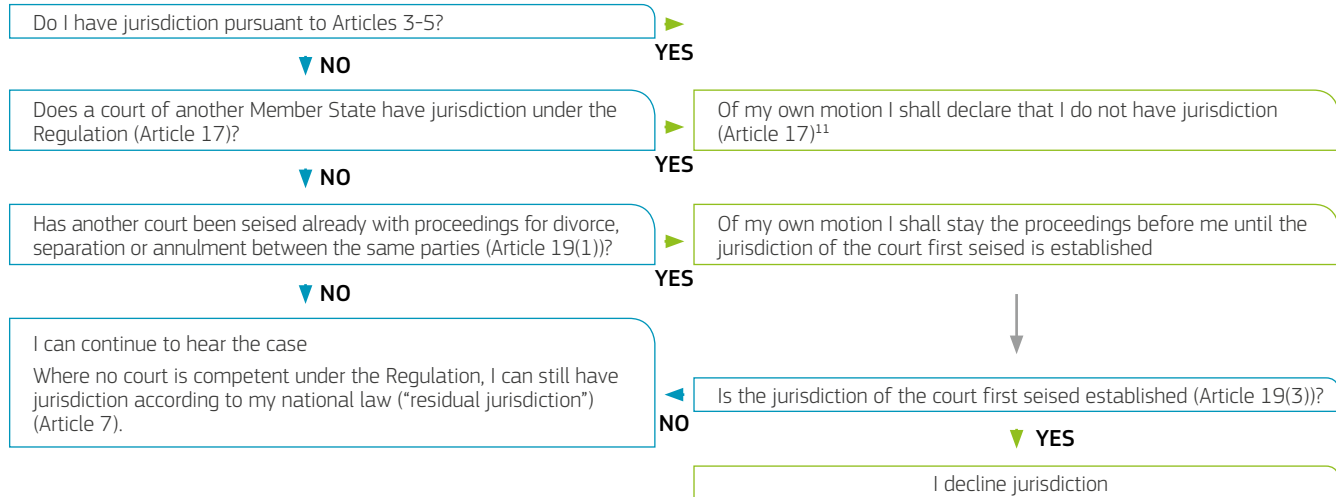 Do I have jurisdiction pursuant to Articles 3-5?
YES
NO
Does a court of another Member State have jurisdiction under the
Regulation (Article 17)?
Of my own motion I shall declare that I do not have jurisdiction
(Article 17)¹¹
YES
NO
Has another court been seised already with proceedings for divorce,
separation or annulment between the same parties (Article 19(1))?
Of my own motion I shall stay the proceedings before me until the
jurisdiction of the court first seised is established
YES
NO
I can continue to hear the case
Where no court is competent under the Regulation, I can still have
jurisdiction according to my national law (“residual jurisdiction”)
(Article 7).
Is the jurisdiction of the court first seised established (Article 19(3))?
NO
YES
I decline jurisdiction